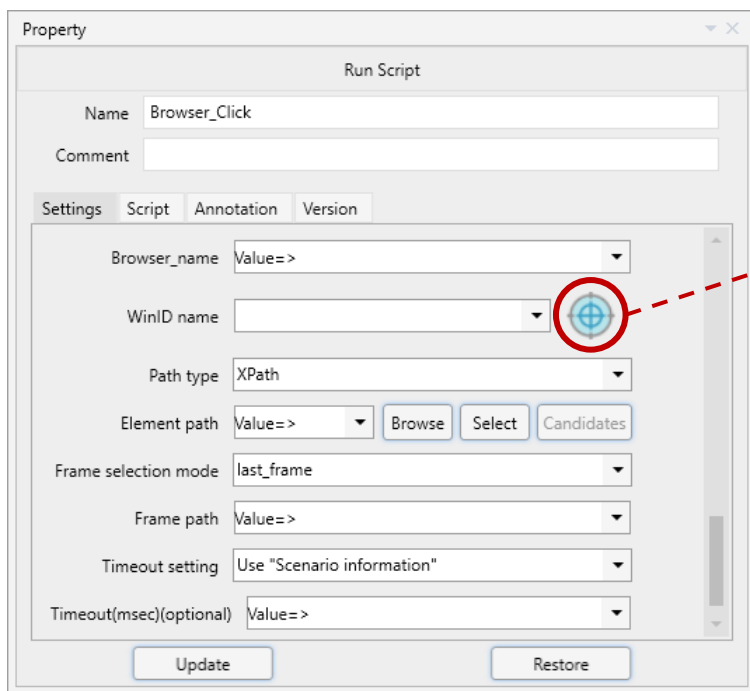 Property
Run Script
Name Browser_Click
Comment
Settings Script Annotation Version
Browser_name Value=>
WinID name
Path type XPath
Element path Value=> Browse Select Candidates
Frame selection mode last_frame
Frame path Value=>
Timeout setting Use "Scenario information"
Timeout(msec)(optional) Value=>
Update Restore